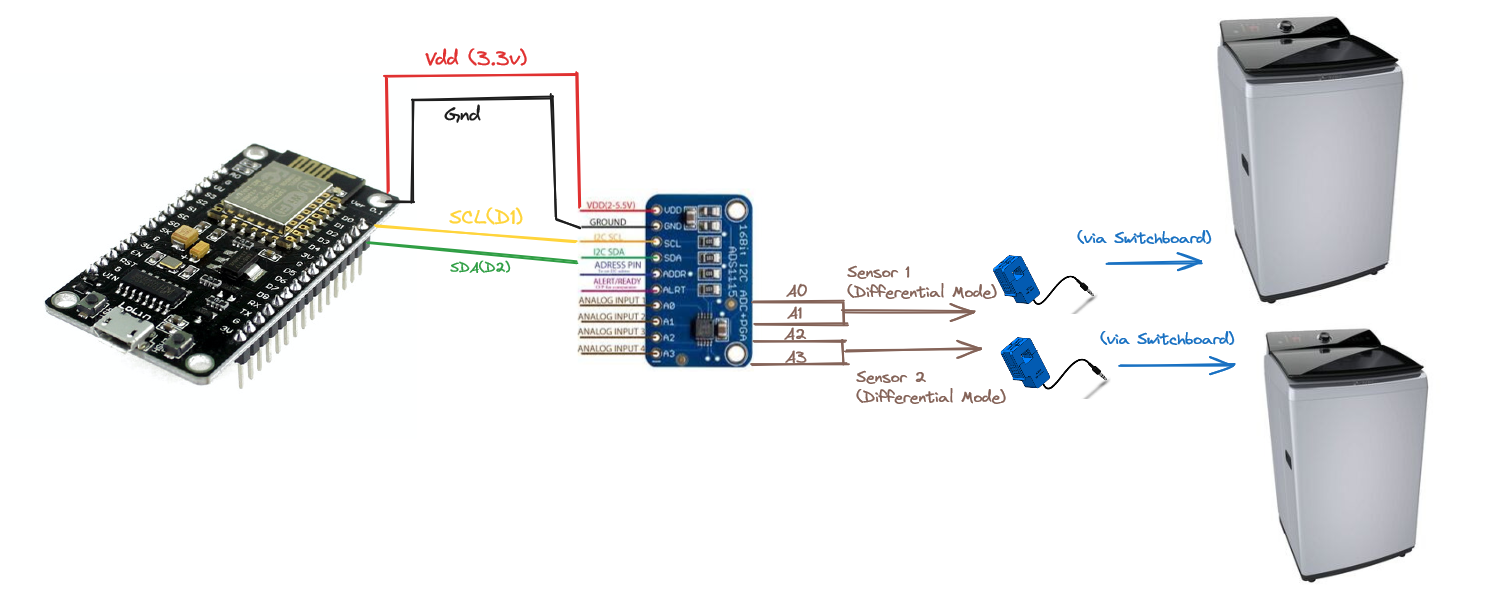 Vdd (3.3v)
Gnd
SCL(D1)
SDA(D2)
Lolin
VDD(2-5.5V)
GROUND
I2C SCL
I2C SDA
ADRESS PIN
ALERT/READY
ANALOG INPUT 1
ANALOG INPUT 2
ANALOG INPUT 3
ANALOG INPUT 4
VDD
GND
SCL
SDA
ADDR
ALRT
A0
A1
A2
A3
16Bit I2C ADC+PGA
ADS1115
A0
A1
A2
A3
Sensor 1
(Differential Mode)
Sensor 2
(Differential Mode)
(via Switchboard)
(via Switchboard)